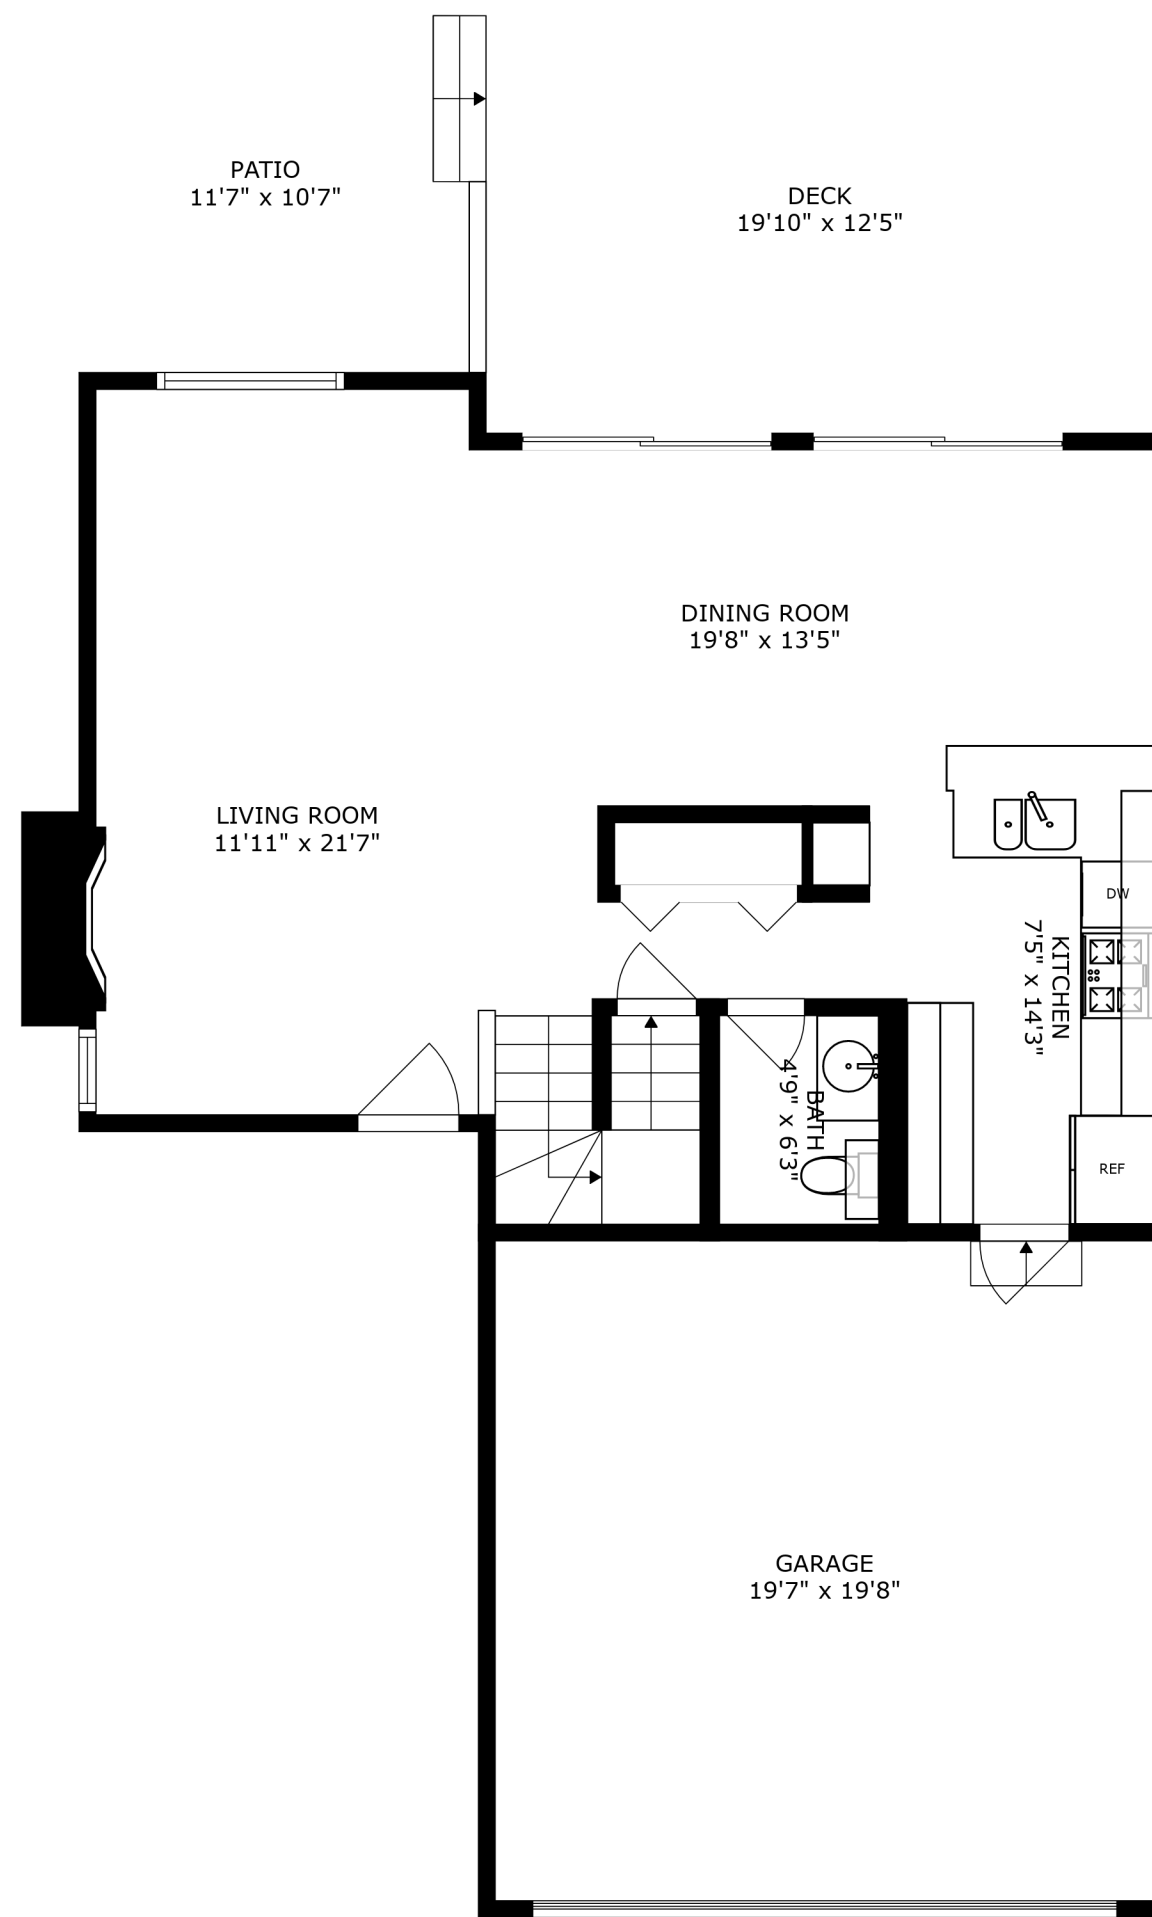 PATIO
11'7" x 10'7"
DECK
19'10" x 12'5"
DINING ROOM
19'8" x 13'5"
LIVING ROOM
11'11" x 21'7"
DW
KITCHEN
7'5" x 14'3"
BATH
4'9" x 6'3"
REF
GARAGE
19'7" x 19'8"